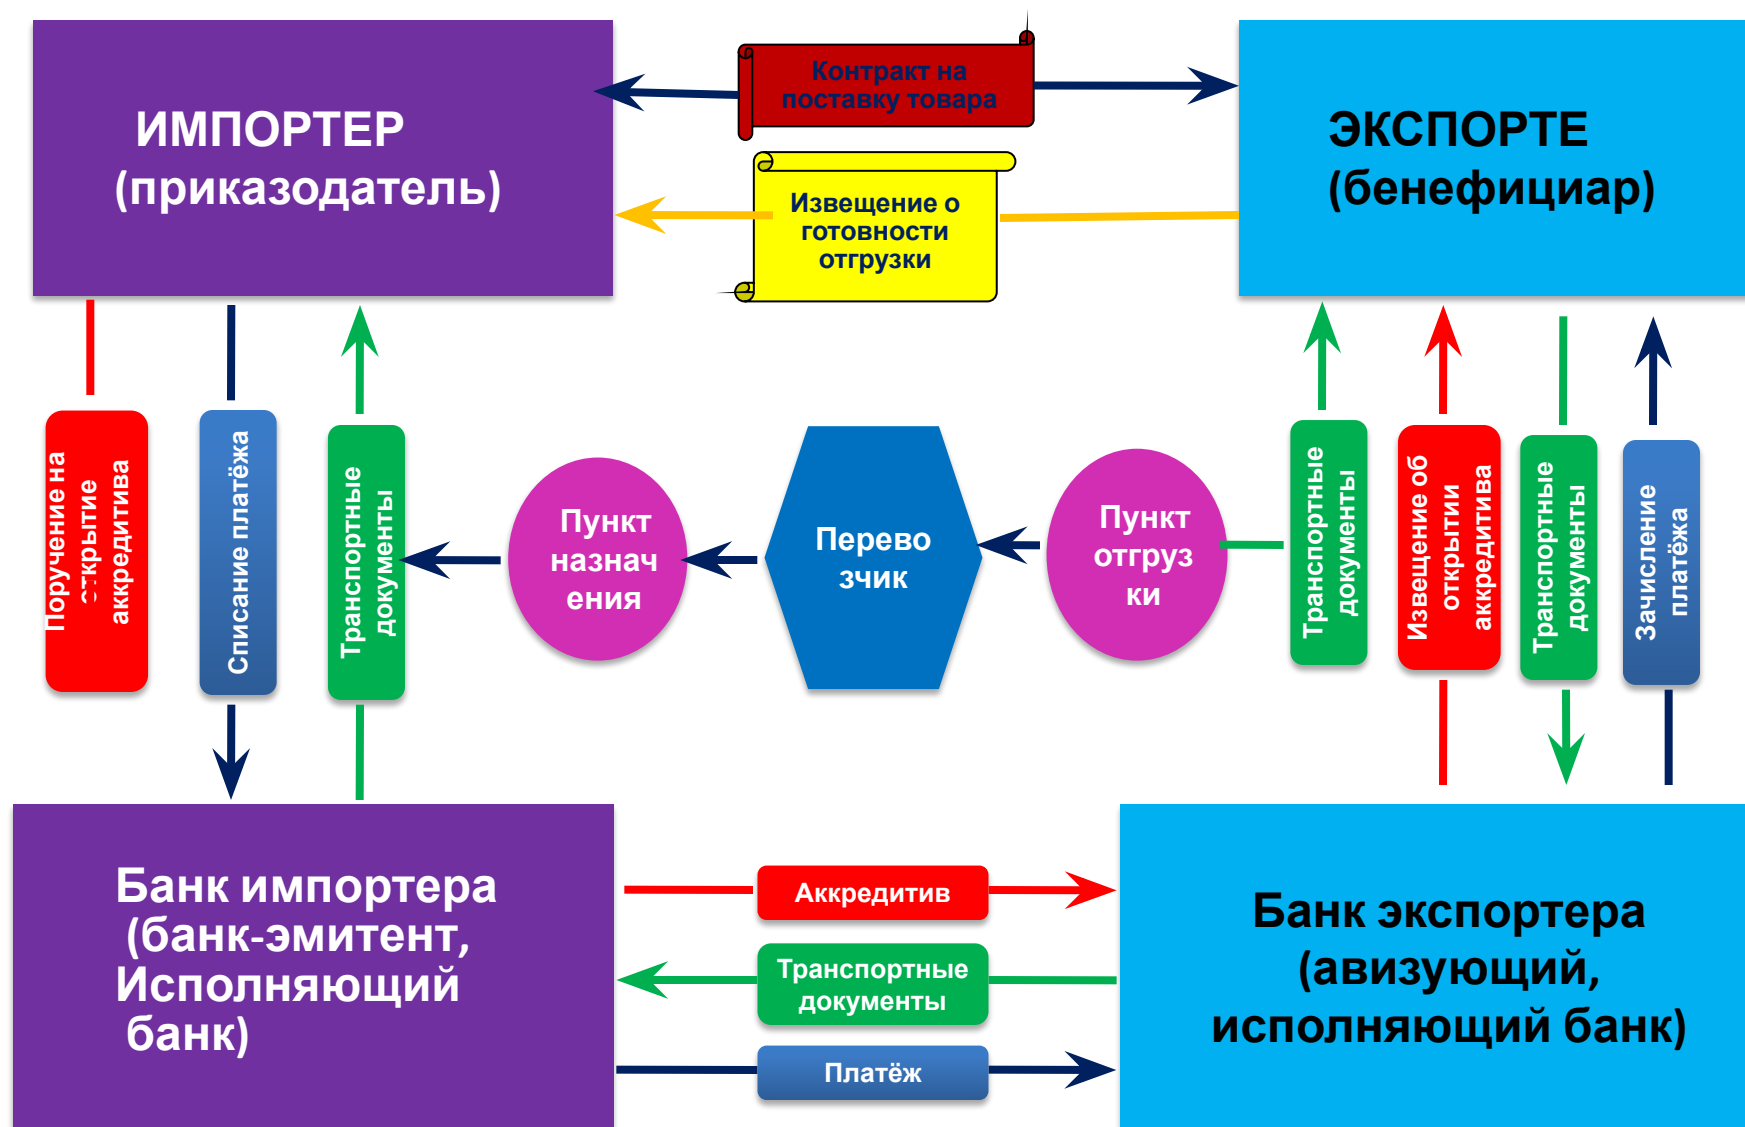 ИМПОРТЕР
(приказодатель)
Контракт на
поставку товара
Извещение о
готовности
отгрузки
ЭКСПОРТЕ
(бенефициар)
Поручение на
открытие
аккредитива
Списание платёжа
Транспортные
документы
Пункт
назнач
ения
Перево
зчик
Пункт
отгруз
ки
Транспортные
документы
Извещение об
открытии
аккредитива
Транспортные
документы
Зачисление
платёжа
Банк импортера
(банк-эмитент,
Исполняющий
банк)
Аккредитив
Транспортные
документы
Платёж
Банк экспортера
(авизующий,
исполняющий банк)